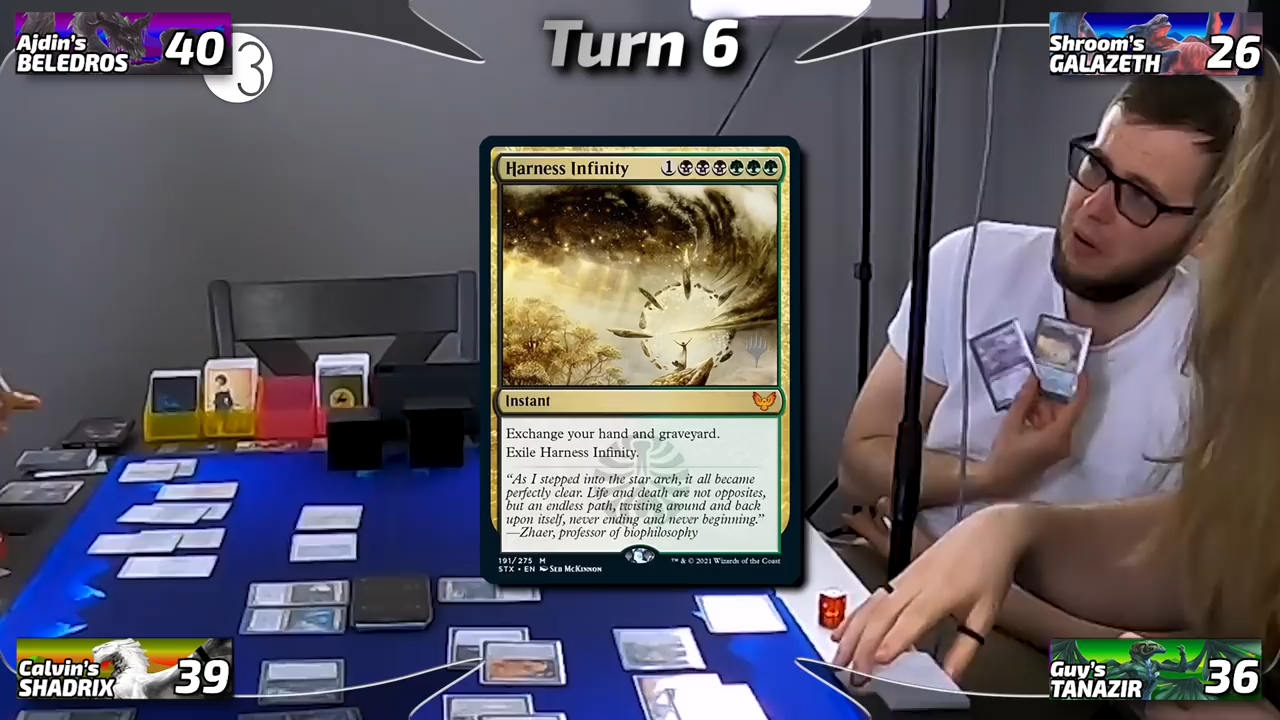 Ajdin's
BELEDROS
40
3
Turn 6
Shroom's
GALAZETH
26
Harness Infinity
1
Instant
Exchange your hand and graveyard.
Exile Harness Infinity.
“As I stepped into the star arch, it all became
perfectly clear. Life and death are not opposites,
but an endless path, twisting around and back
upon itself, never ending and never beginning.”
—Zhaer, professor of biophilosophy
191/275 M
STX • EN Seb McKinnon
™ & © 2021 Wizards of the Coast
Calvin's
SHADRIX
39
Guy's
TANAZIR
36